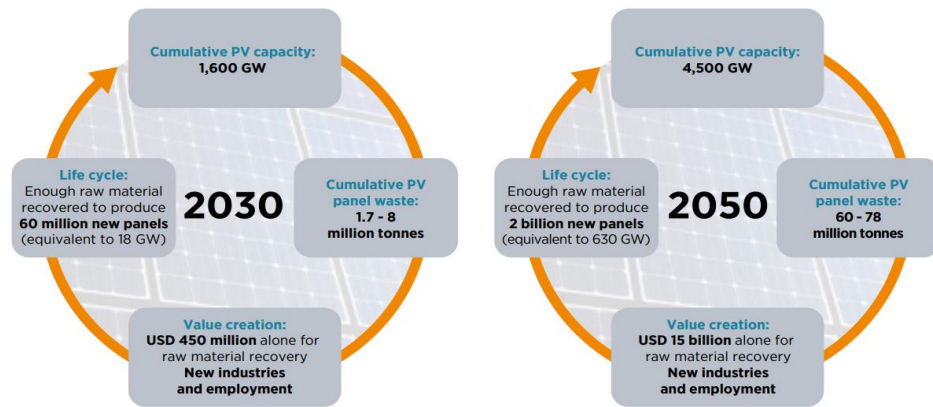 Cumulative PV capacity:
1,600 GW
Life cycle:
Enough raw material
recovered to produce
60 million new panels
(equivalent to 18 GW)
2030
Cumulative PV
panel waste:
1.7 - 8
million tonnes
Value creation:
USD 450 million alone for
raw material recovery
New industries
and employment
Cumulative PV capacity:
4,500 GW
Life cycle:
Enough raw material
recovered to produce
2 billion new panels
(equivalent to 630 GW)
2050
Cumulative PV
panel waste:
60 - 78
million tonnes
Value creation:
USD 15 billion alone for
raw material recovery
New industries
and employment